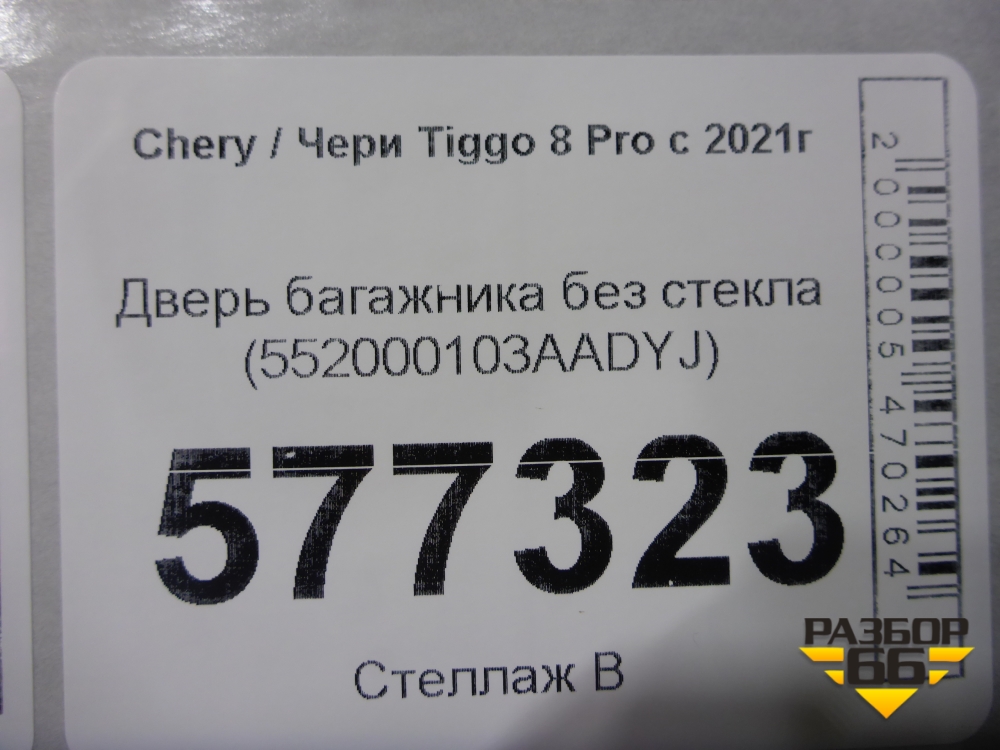 Chery / Чери Tiggo 8 Pro с 2021г
Дверь багажника без стекла
(552000103AADYJ)
577323
Стеллаж В
2000005470264
РАЗБОР
66